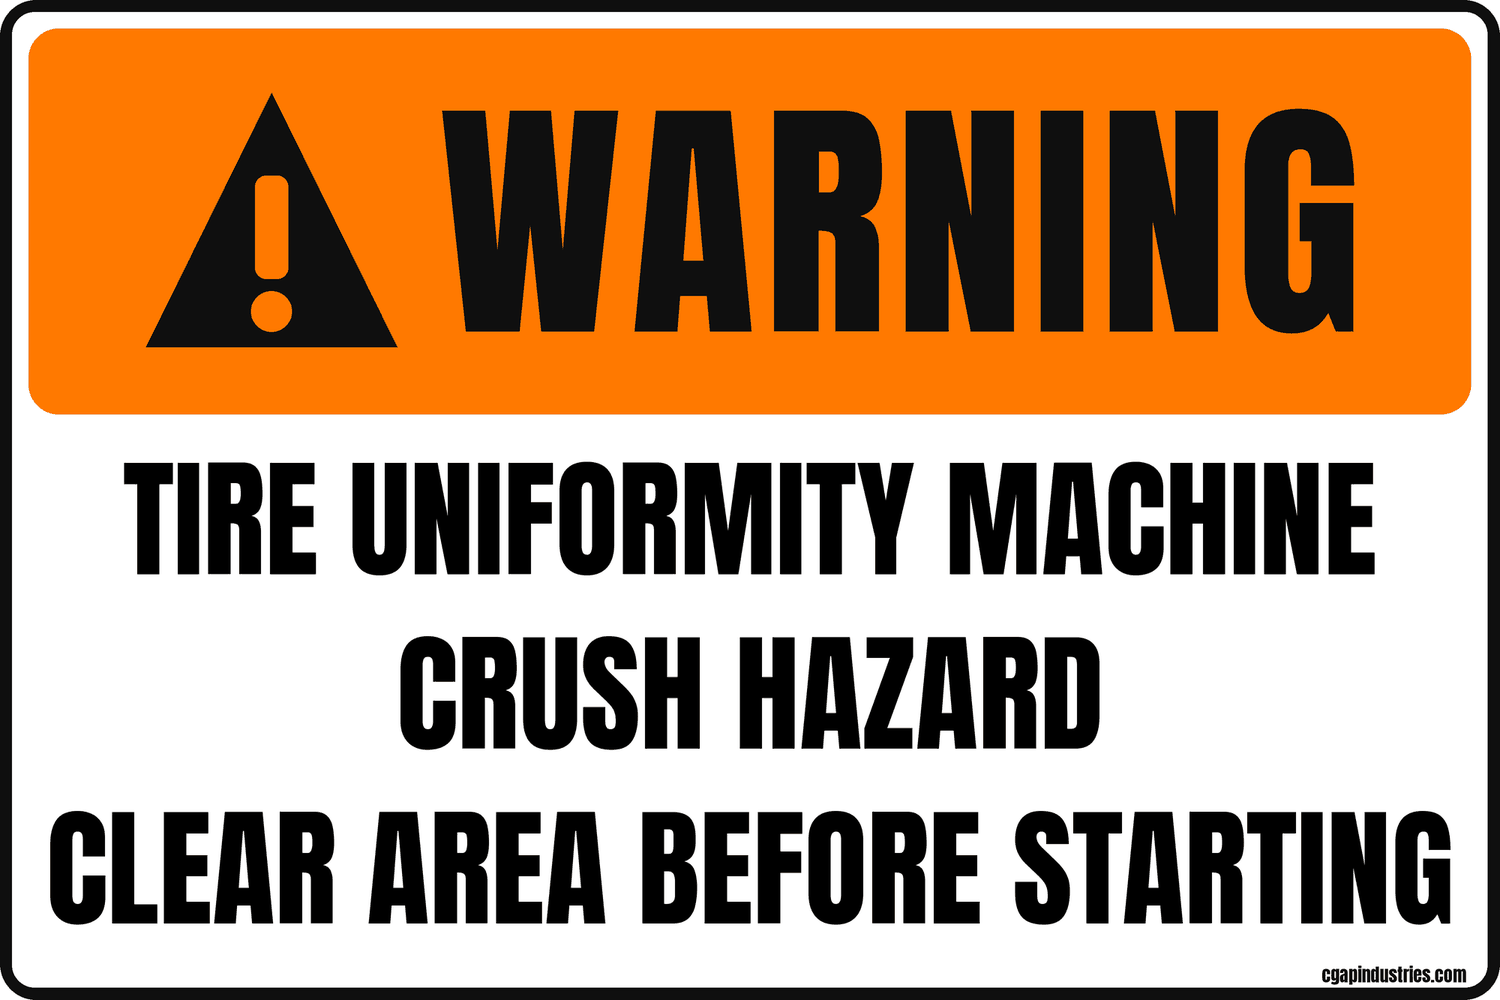 WARNING
TIRE UNIFORMITY MACHINE
CRUSH HAZARD
CLEAR AREA BEFORE STARTING
cgapindustries.com